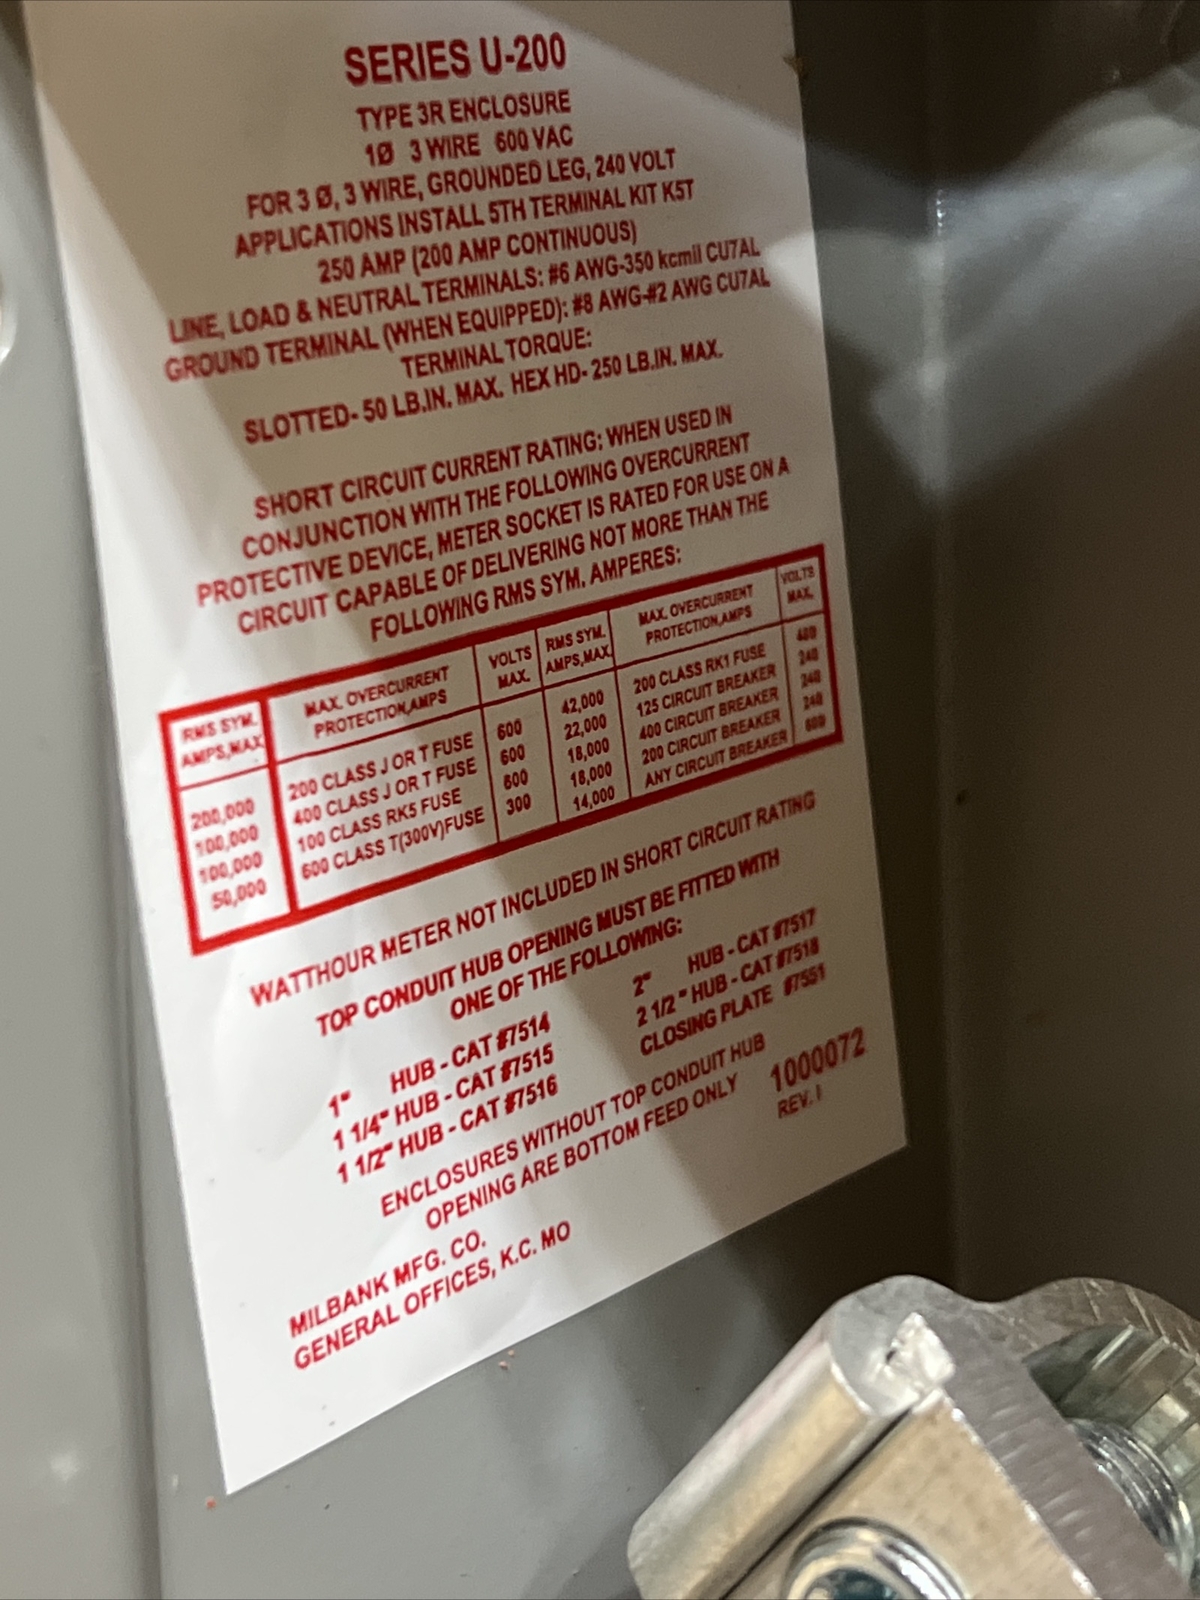 SERIES U-200
TYPE 3R ENCLOSURE
1Ø 3 WIRE 600 VAC
FOR 3 Ø, 3 WIRE, GROUNDED LEG, 240 VOLT
APPLICATIONS INSTALL 5TH TERMINAL KIT K5T
250 AMP (200 AMP CONTINUOUS)
LINE, LOAD & NEUTRAL TERMINALS: #6 AWG-350 kcmil CU7AL
GROUND TERMINAL (WHEN EQUIPPED): #8 AWG-#2 AWG CU7AL
TERMINAL TORQUE:
SLOTTED- 50 LB.IN. MAX. HEX HD- 250 LB.IN. MAX.
SHORT CIRCUIT CURRENT RATING: WHEN USED IN
CONJUNCTION WITH THE FOLLOWING OVERCURRENT
PROTECTIVE DEVICE, METER SOCKET IS RATED FOR USE ON A
CIRCUIT CAPABLE OF DELIVERING NOT MORE THAN THE
FOLLOWING RMS SYM. AMPERES:
RMS SYM. AMPS,MAX. MAX. OVERCURRENT PROTECTION,AMPS VOLTS MAX. RMS SYM. AMPS,MAX. MAX. OVERCURRENT PROTECTION,AMPS VOLTS MAX.
200,000 200 CLASS J OR T FUSE 600 42,000 200 CLASS RK1 FUSE 480
100,000 400 CLASS J OR T FUSE 600 22,000 125 CIRCUIT BREAKER 240
100,000 100 CLASS RK5 FUSE 600 18,000 400 CIRCUIT BREAKER 240
50,000 600 CLASS T(300V)FUSE 300 18,000 200 CIRCUIT BREAKER 240
14,000 ANY CIRCUIT BREAKER 600
WATTHOUR METER NOT INCLUDED IN SHORT CIRCUIT RATING
TOP CONDUIT HUB OPENING MUST BE FITTED WITH
ONE OF THE FOLLOWING:
1" HUB - CAT #7514
1 1/4" HUB - CAT #7515
1 1/2" HUB - CAT #7516
2" HUB - CAT #7517
2 1/2 " HUB - CAT #7518
CLOSING PLATE #7551
ENCLOSURES WITHOUT TOP CONDUIT HUB
OPENING ARE BOTTOM FEED ONLY
1000072
REV. I
MILBANK MFG. CO.
GENERAL OFFICES, K.C. MO